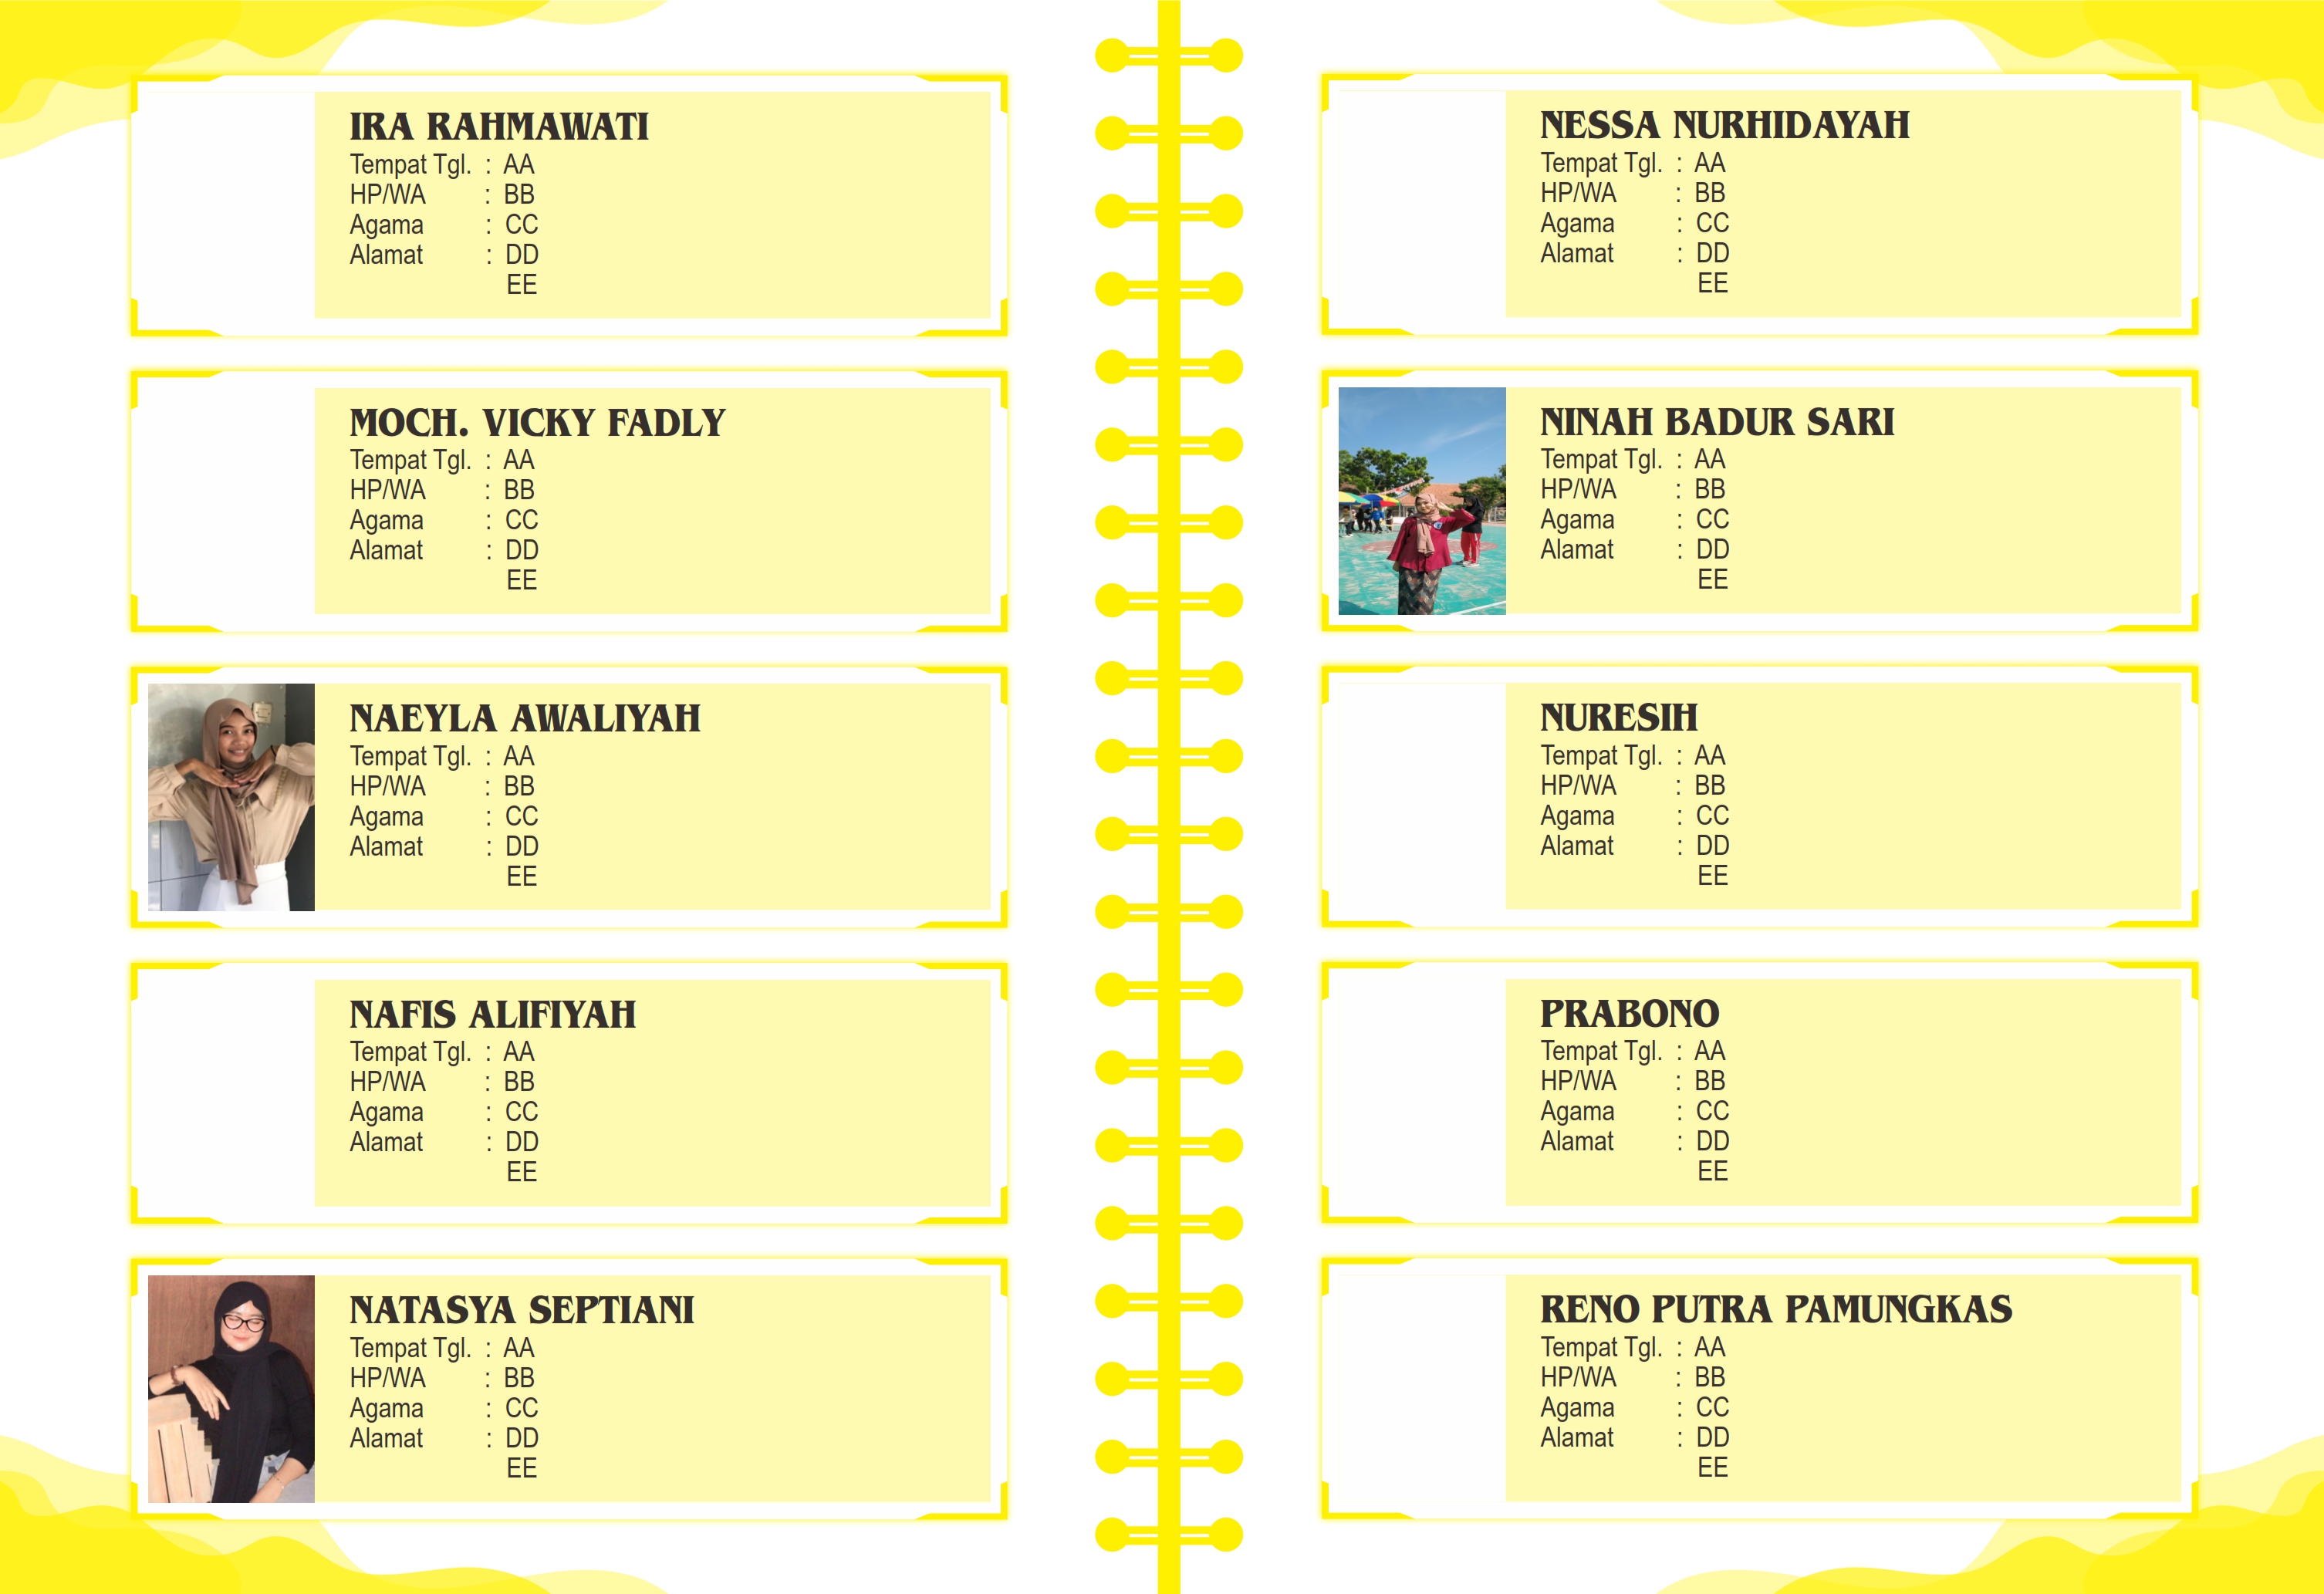 IRA RAHMAWATI
Tempat Tgl. : AA
HP/WA : BB
Agama : CC
Alamat : DD
EE
MOCH. VICKY FADLY
Tempat Tgl. : AA
HP/WA : BB
Agama : CC
Alamat : DD
EE
NAEYLA AWALIYAH
Tempat Tgl. : AA
HP/WA : BB
Agama : CC
Alamat : DD
EE
NAFIS ALIFIYAH
Tempat Tgl. : AA
HP/WA : BB
Agama : CC
Alamat : DD
EE
NATASYA SEPTIANI
Tempat Tgl. : AA
HP/WA : BB
Agama : CC
Alamat : DD
EE
NESSA NURHIDAYAH
Tempat Tgl. : AA
HP/WA : BB
Agama : CC
Alamat : DD
EE
NINAH BADUR SARI
Tempat Tgl. : AA
HP/WA : BB
Agama : CC
Alamat : DD
EE
NURESIH
Tempat Tgl. : AA
HP/WA : BB
Agama : CC
Alamat : DD
EE
PRABONO
Tempat Tgl. : AA
HP/WA : BB
Agama : CC
Alamat : DD
EE
RENO PUTRA PAMUNGKAS
Tempat Tgl. : AA
HP/WA : BB
Agama : CC
Alamat : DD
EE